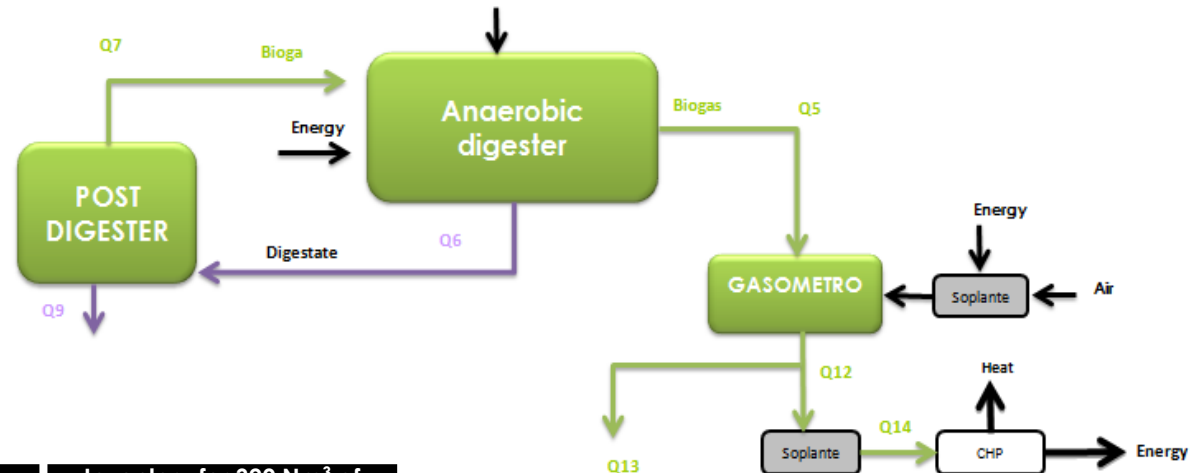 Q7
Bioga
Anaerobic
digester
Biogas
Q5
Energy
POST
DIGESTER
Q6
Digestate
Q9
Energy
GASOMETRO
Soplante
Air
Q12
Heat
Q14
Soplante
CHP
Energy
Q13